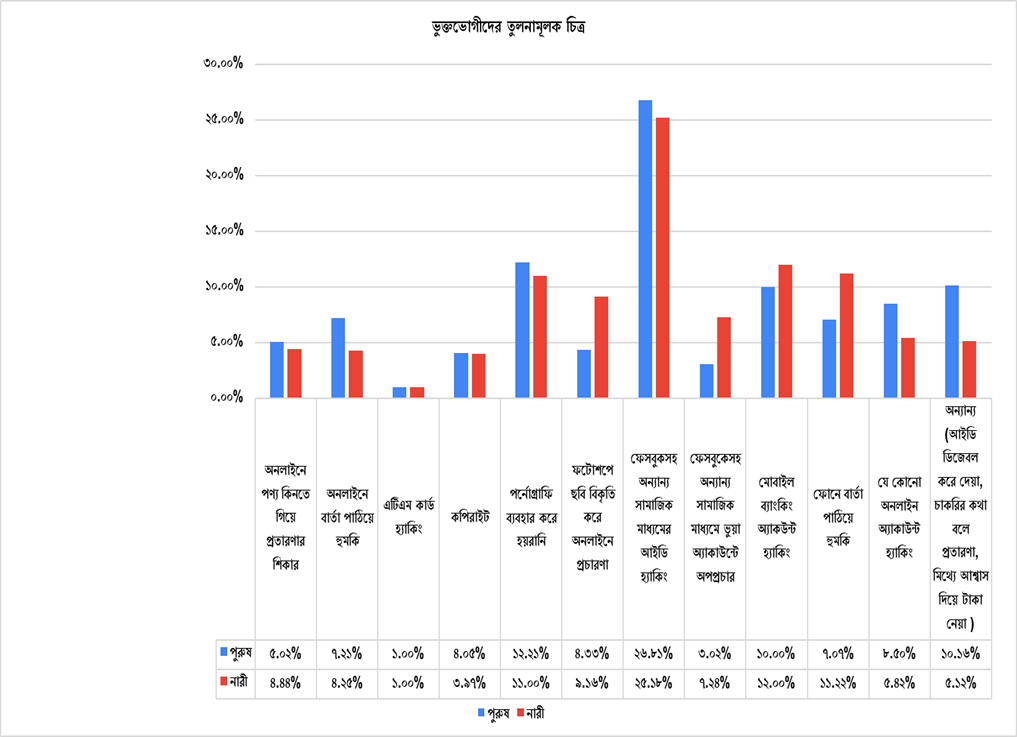 ভুক্তভোগীদের তুলনামূলক চিত্র
৩০.০০%
২৫.০০%
২০.০০%
১৫.০০%
১০.০০%
৫.০০%
০.০০%
অনলাইনে
পণ্য কিনতে
গিয়ে
প্রতারণার
শিকার
অনলাইনে
বার্তা পাঠিয়ে
হুমকি
এটিএম কার্ড
হ্যাকিং
কপিরাইট
পর্নোগ্রাফি
ব্যবহার করে
হয়রানি
ফটোশপে
ছবি বিকৃতি
করে
অনলাইনে
প্রচারণা
ফেসবুকসহ
অন্যান্য
সামাজিক
মাধ্যমের
আইডি
হ্যাকিং
ফেসবুকেসহ
অন্যান্য
সামাজিক
মাধ্যমে ভুয়া
অ্যাকাউন্টে
অপপ্রচার
মোবাইল
ব্যাংকিং
অ্যাকউন্ট
হ্যাকিং
ফোনে বার্তা
পাঠিয়ে
হুমকি
যে কোনো
অনলাইন
অ্যাকাউন্ট
হ্যাকিং
অন্যান্য
(আইডি
ডিজেবল
করে দেয়া,
চাকরির কথা
বলে
প্রতারণা,
মিথ্যে আশ্বাস
দিয়ে টাকা
নেয়া )
পুরুষ ৫.০২% ৭.২১% ১.০০% ৪.০৫% ১২.২১% ৪.৩৩% ২৬.৮১% ৩.০২% ১০.০০% ৭.০৭% ৮.৫০% ১০.১৬%
নারী ৪.৪৪% ৪.২৫% ১.০০% ৩.৯৭% ১১.০০% ৯.১৬% ২৫.১৮% ৭.২৪% ১২.০০% ১১.২২% ৫.৪২% ৫.১২%
পুরুষ নারী